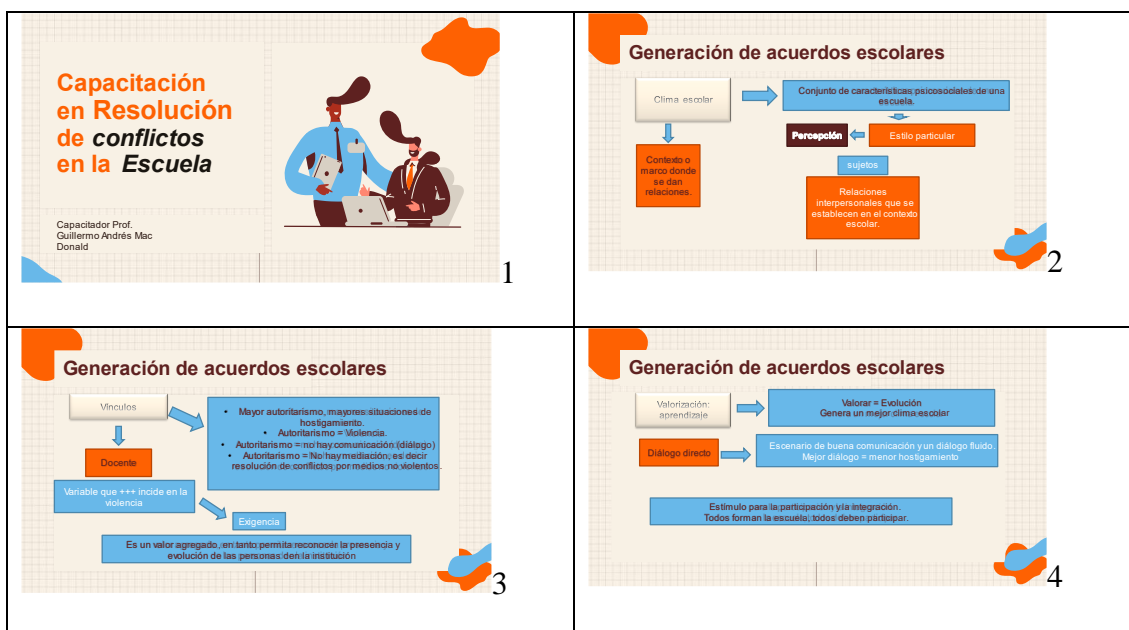 Capacitación
en Resolución
de conflictos
en la Escuela
Capacitador Prof.
Guillermo Andrés Mac
Donald
1
Generación de acuerdos escolares
Clima escolar
Conjunto de características psicosociales de una
escuela.
Percepción
Estilo particular
Contexto o
marco donde
se dan
relaciones.
sujetos
Relaciones
interpersonales que se
establecen en el contexto
escolar.
2
Generación de acuerdos escolares
Vínculos
• Mayor autoritarismo, mayores situaciones de
hostigamiento.
• Autoritarismo = Violencia.
• Autoritarismo = no hay comunicación (diálogo)
• Autoritarismo = No hay mediación, es decir
resolución de conflictos por medios no violentos.
Docente
Variable que +++ incide en la
violencia
Exigencia
Es un valor agregado, en tanto permita reconocer la presencia y
evolución de las personas den la institución
3
Generación de acuerdos escolares
Valorización:
aprendizaje
Valorar = Evolución
Genera un mejor clima escolar
Diálogo directo
Escenario de buena comunicación y un diálogo fluido.
Mejor diálogo = menor hostigamiento
Estímulo para la participación y la integración.
Todos forman la escuela, todos deben participar.
4